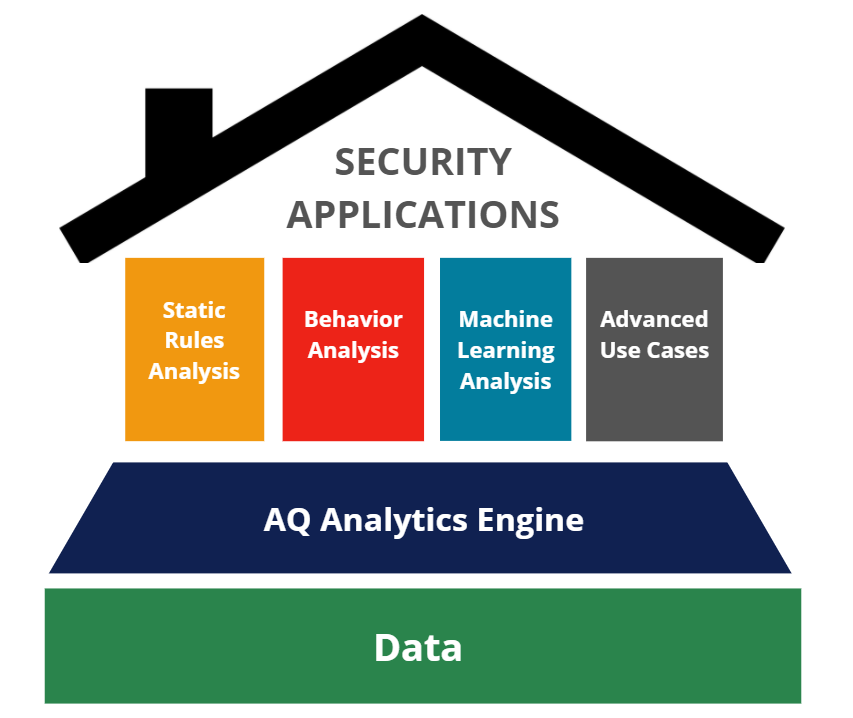 SECURITY
APPLICATIONS
Static
Rules
Analysis
Behavior
Analysis
Machine
Learning
Analysis
Advanced
Use Cases
AQ Analytics Engine
Data